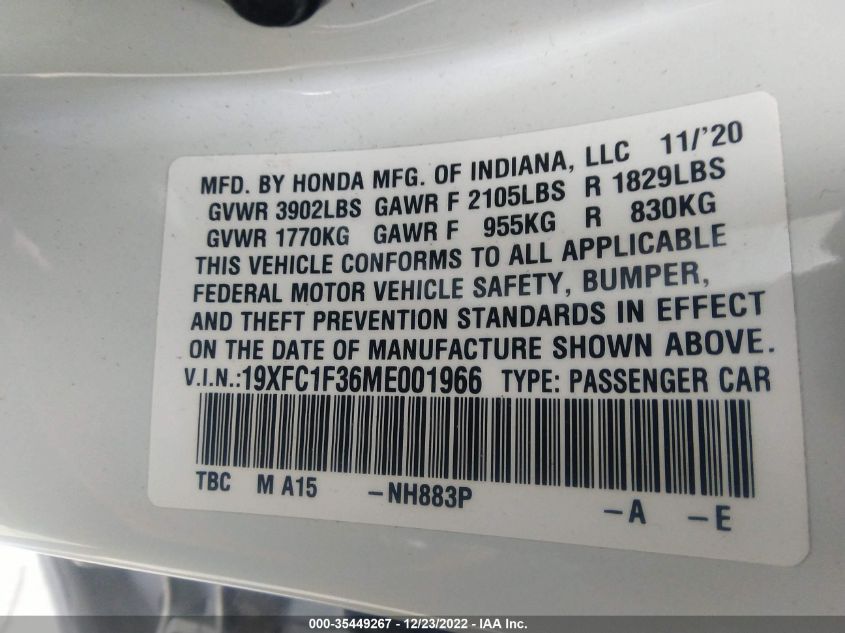 MFD. BY HONDA MFG. OF INDIANA, LLC 11/'20
GVWR 3902LBS GAWR F 2105LBS R 1829LBS
GVWR 1770KG GAWR F 955KG R 830KG
THIS VEHICLE CONFORMS TO ALL APPLICABLE
FEDERAL MOTOR VEHICLE SAFETY, BUMPER,
AND THEFT PREVENTION STANDARDS IN EFFECT
ON THE DATE OF MANUFACTURE SHOWN ABOVE.
V.I.N.:19XFC1F36ME001966 TYPE: PASSENGER CAR
TBC M A15 -NH883P -A -E
000-35449267 - 12/23/2022 - IAA Inc.